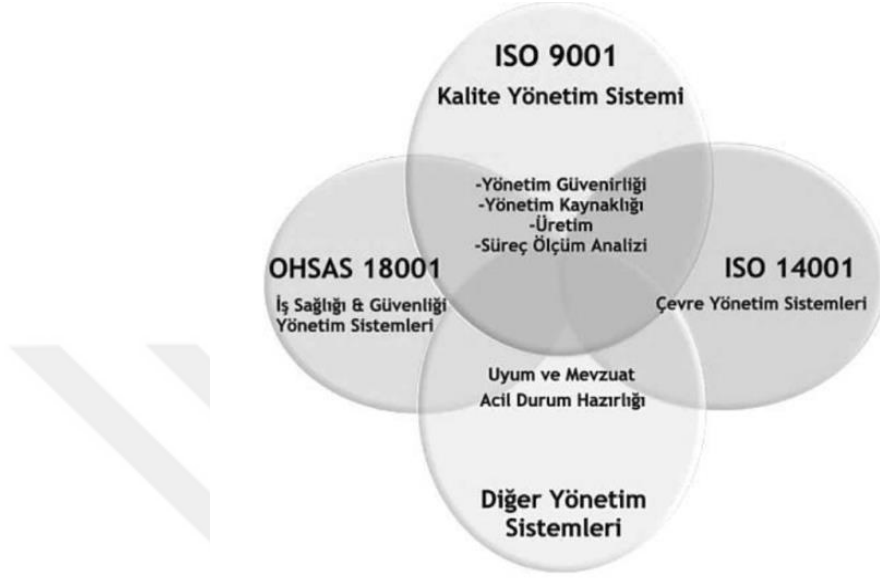 ISO 9001
Kalite Yönetim Sistemi
-Yönetim Güvenirliği
-Yönetim Kaynaklığı
-Üretim
-Süreç Ölçüm Analizi
OHSAS 18001
İş Sağlığı & Güvenliği
Yönetim Sistemleri
ISO 14001
Çevre Yönetim Sistemleri
Uyum ve Mevzuat
Acil Durum Hazırlığı
Diğer Yönetim
Sistemleri